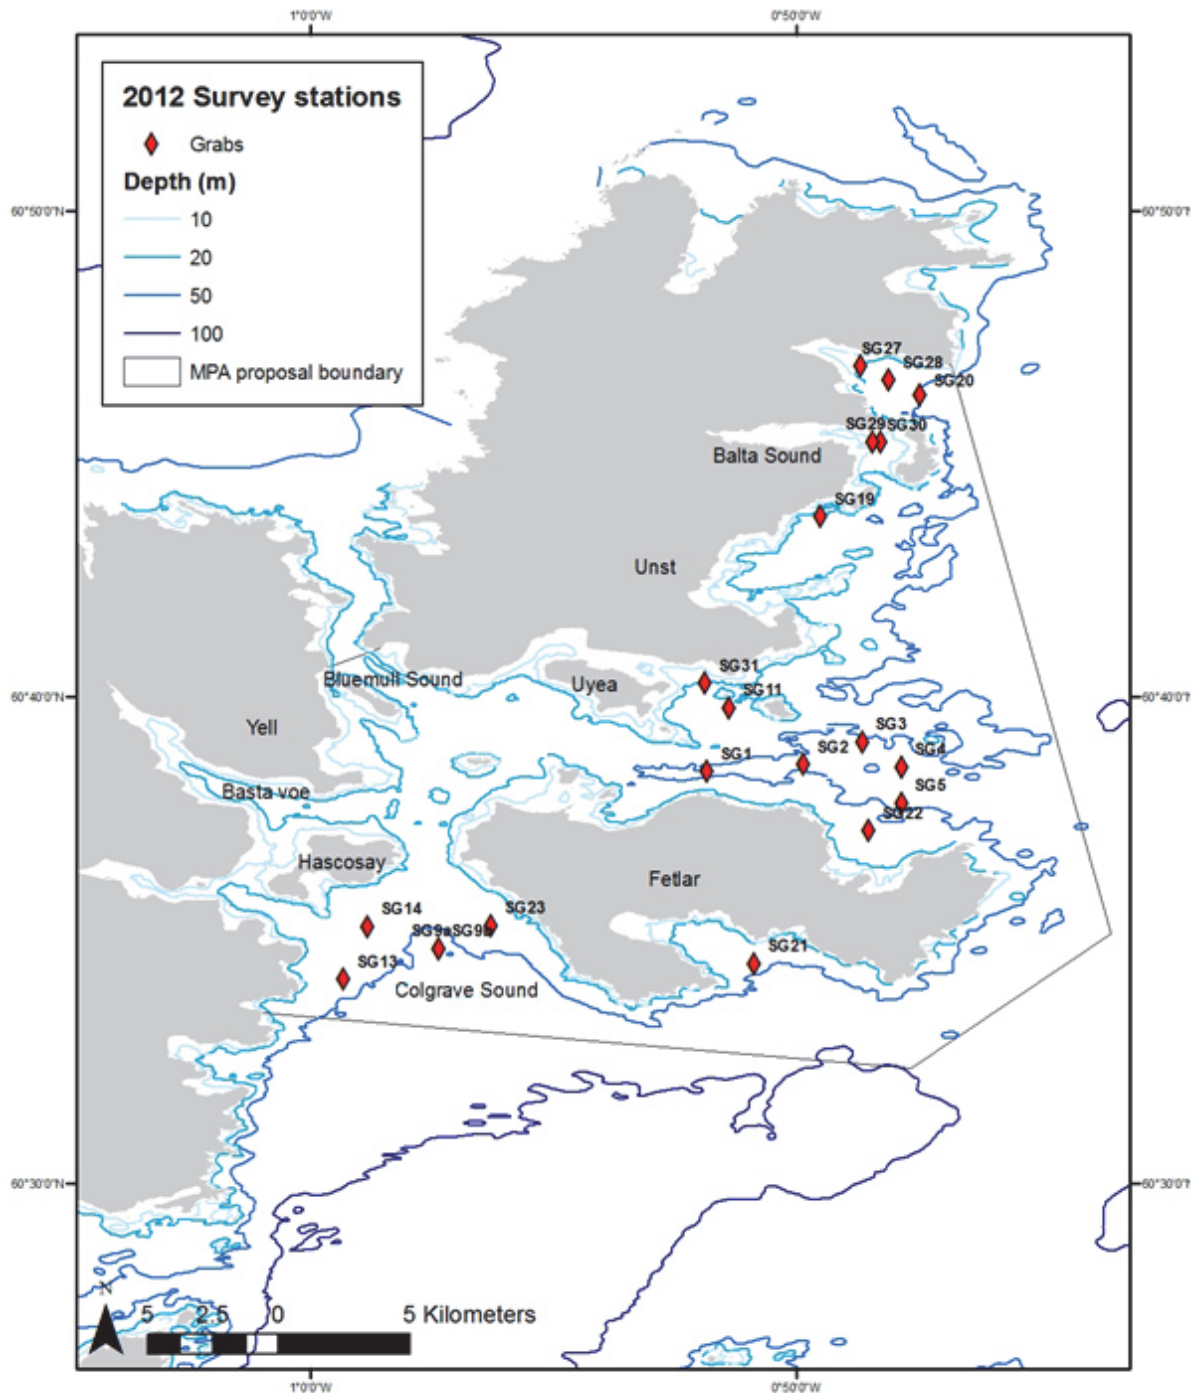 1°0'0"W 0°50'0"W
2012 Survey stations
Grabs
Depth (m)
10
20
50
100
MPA proposal boundary
60°50'0"N 60°50'0"N
SG27
SG28
SG20
SG29 SG30
Balta Sound
SG19
Unst
SG31
Bluemull Sound
Uyea
SG11
60°40'0"N 60°40'0"N
Yell
SG3
SG1
SG2
SG4
SG5
Basta voe
SG22
Hascosay
Fetlar
SG14
SG23
SG9a SG9b
SG13
SG21
Colgrave Sound
60°30'0"N 60°30'0"N
N
5 2.5 0 5 Kilometers
1°0'0"W 0°50'0"W